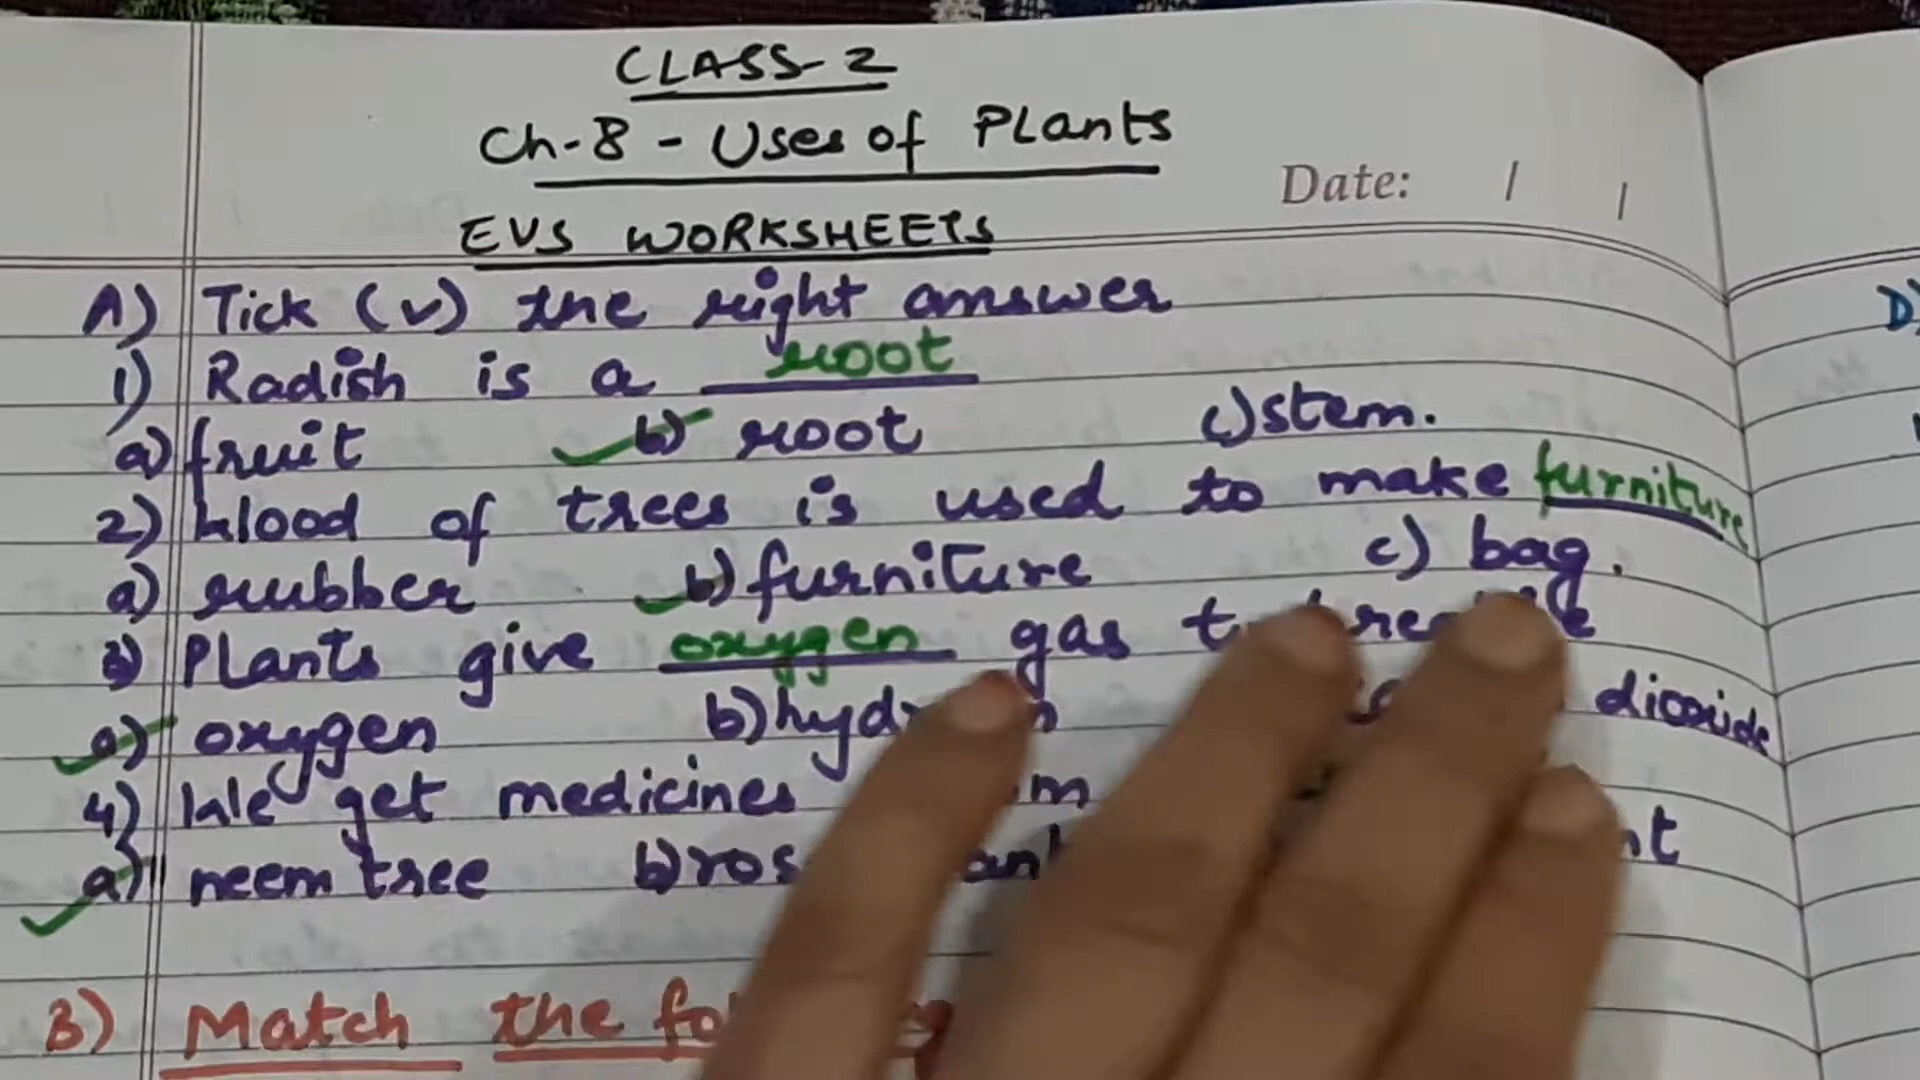 CLASS-2
Ch-8 - Uses of Plants
Date: / /
EVS WORKSHEETS
A) Tick (✓) the right answer
1) Radish is a root
a) fruit b) root c) stem.
2) Wood of trees is used to make furniture
a) rubber b) furniture c) bag.
3) Plants give oxygen gas
a) oxygen b) dioxide
4) We get medicines
a) neem tree b)
B) Match the
D)